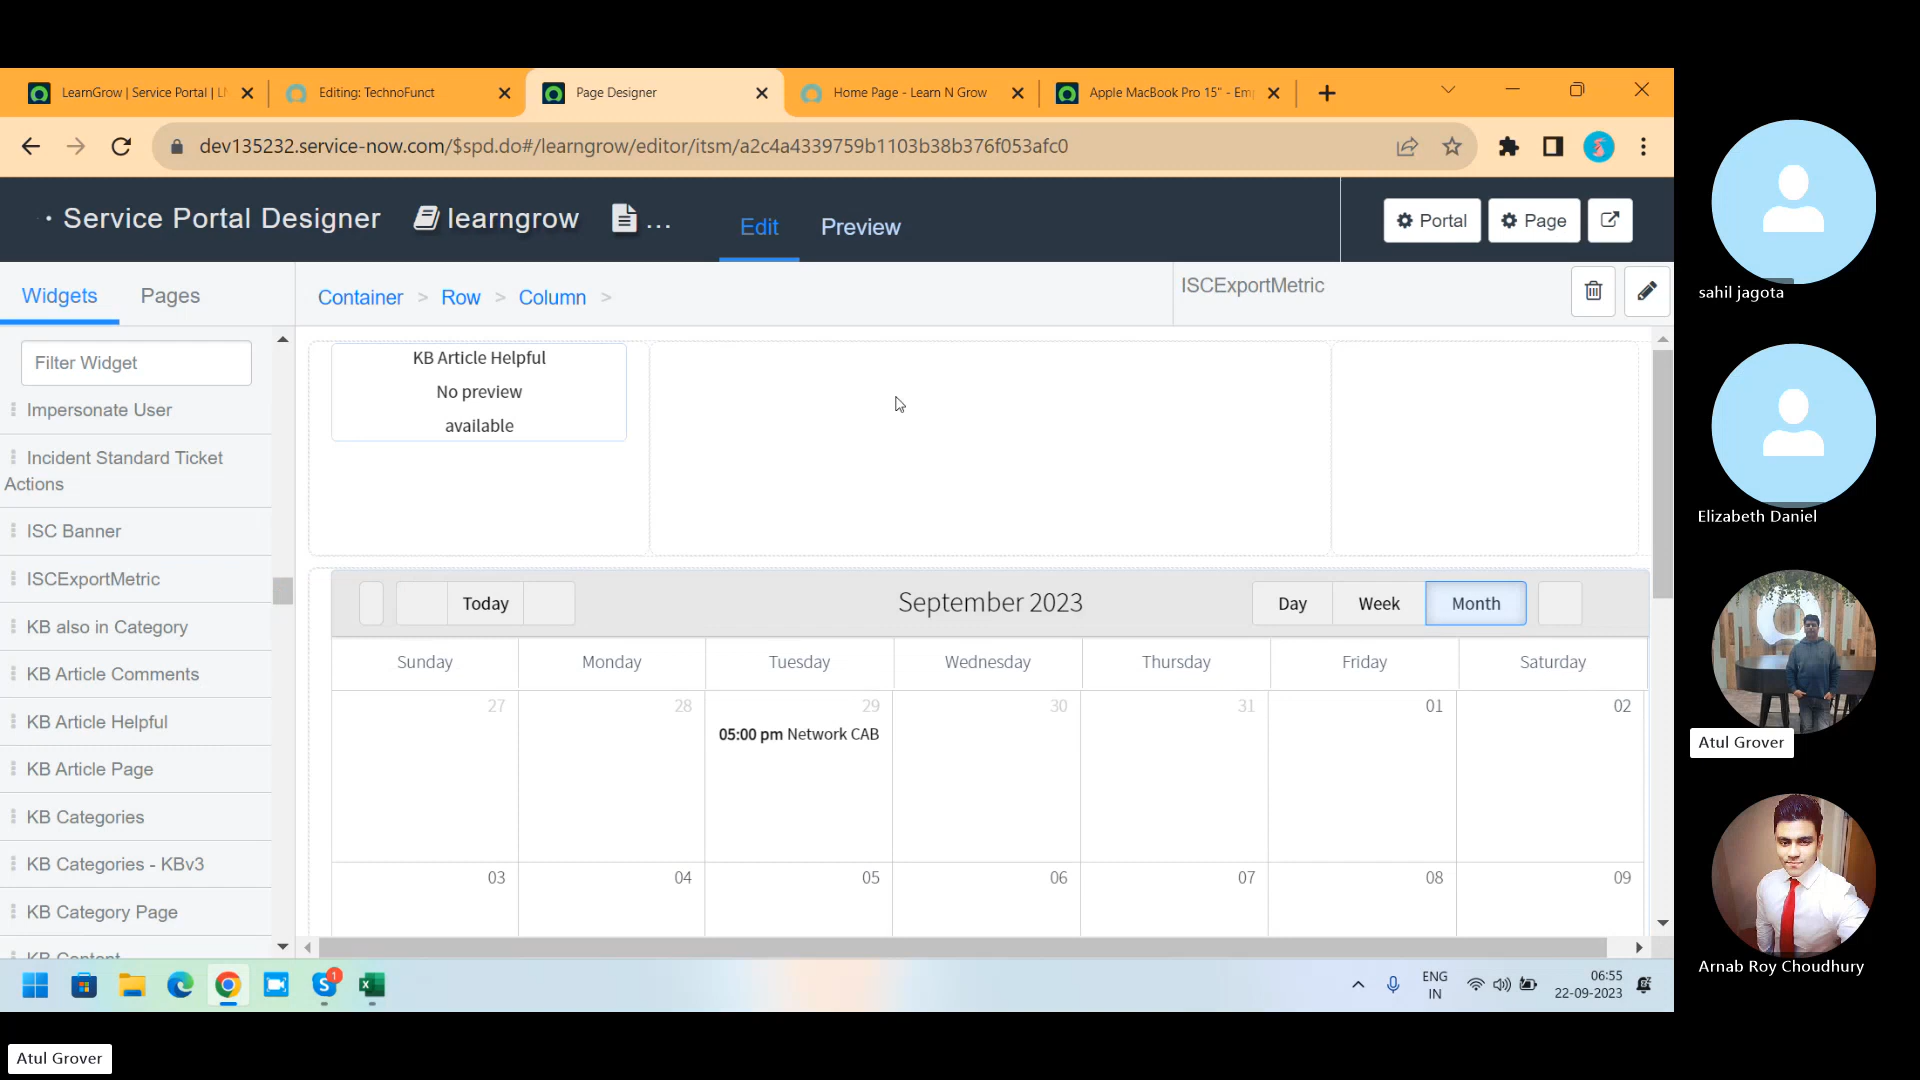 LearnGrow | Service Portal |
Editing: TechnoFunct
Page Designer
Home Page - Learn N Grow
Apple MacBook Pro 15" - Em
dev135232.service-now.com/$spd.do#/learngrow/editor/itsm/a2c4a4339759b1103b38b376f053afc0
Service Portal Designer
learngrow
...
Edit
Preview
Portal
Page
Widgets
Pages
Container > Row > Column >
ISCExportMetric
Filter Widget
Impersonate User
Incident Standard Ticket
Actions
ISC Banner
ISCExportMetric
KB also in Category
KB Article Comments
KB Article Helpful
KB Article Page
KB Categories
KB Categories - KBv3
KB Category Page
KB Content
KB Article Helpful
No preview
available
Today
September 2023
Day
Week
Month
Sunday
Monday
Tuesday
Wednesday
Thursday
Friday
Saturday
27
28
29
30
31
01
02
05:00 pm Network CAB
03
04
05
06
07
08
09
1
ENG
IN
06:55
22-09-2023
sahil jagota
Elizabeth Daniel
Atul Grover
Arnab Roy Choudhury
Atul Grover